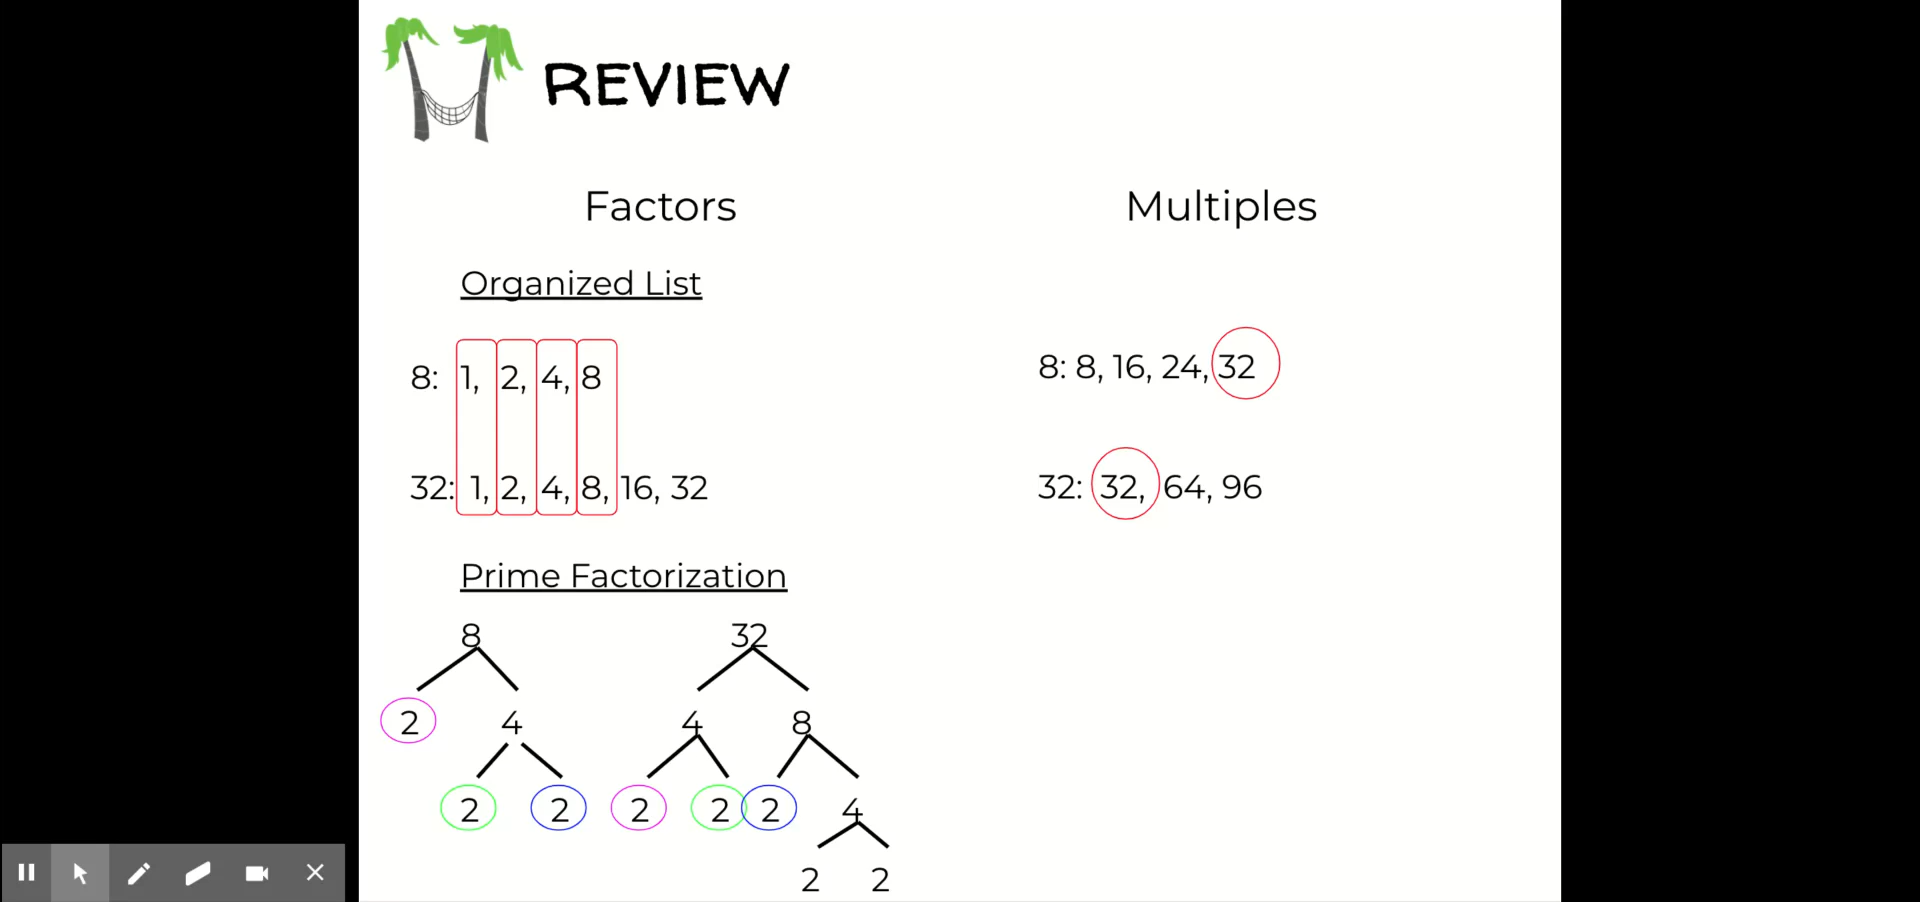 REVIEW
Factors
Organized List
8: 1, 2, 4, 8
32: 1, 2, 4, 8, 16, 32
Prime Factorization
8 32
2 4 4 8
2 2 2 2 2 4
2 2
Multiples
8: 8, 16, 24, 32
32: 32, 64, 96